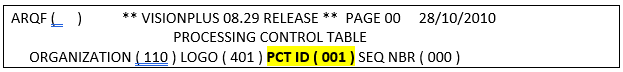 ARQF ( _ ) ** VISIONPLUS 08.29 RELEASE ** PAGE 00 28/10/2010
PROCESSING CONTROL TABLE
ORGANIZATION ( 110 ) LOGO ( 401 ) PCT ID ( 001 ) SEQ NBR ( 000 )